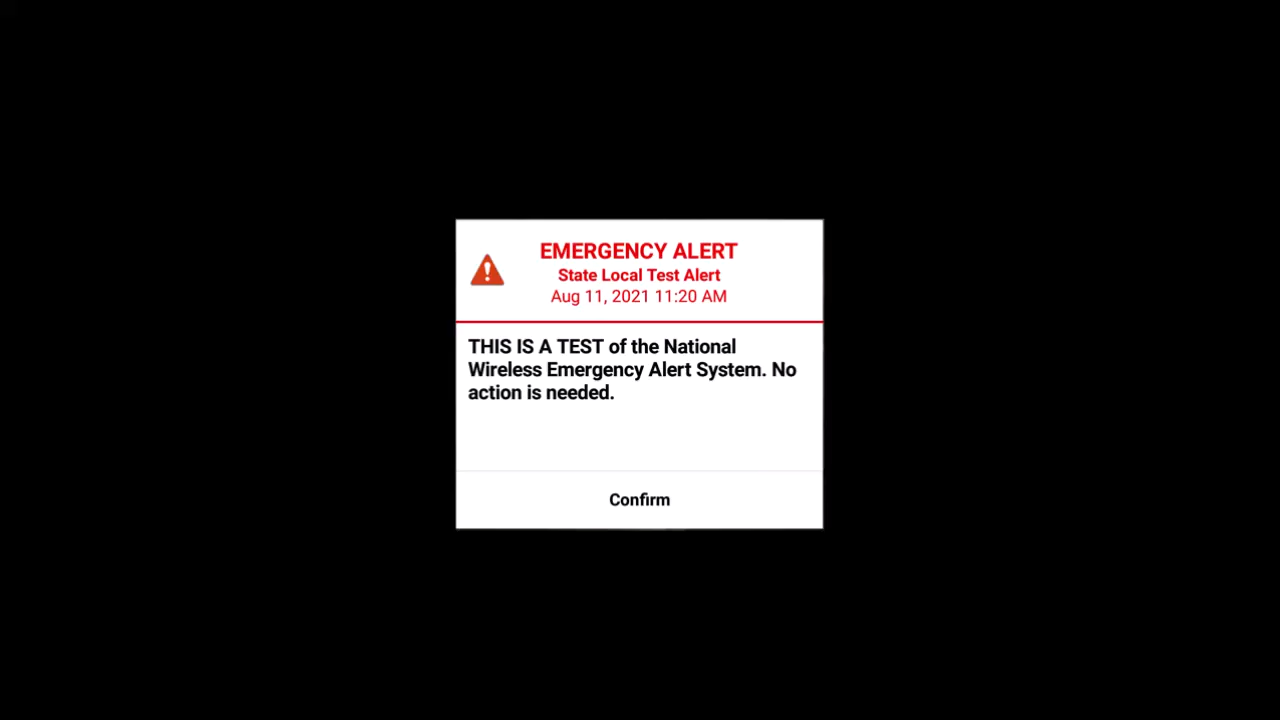 EMERGENCY ALERT
State Local Test Alert
Aug 11, 2021 11:20 AM
THIS IS A TEST of the National
Wireless Emergency Alert System. No
action is needed.
Confirm